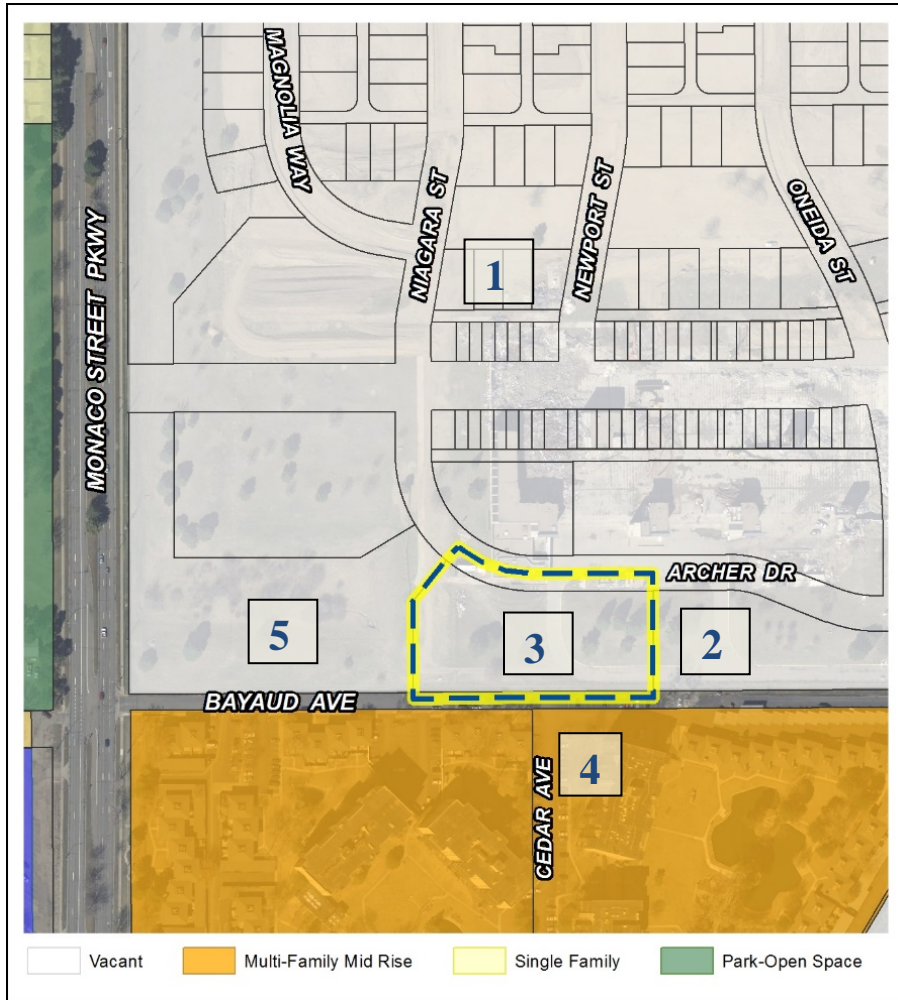 MAGNOLIA WAY
NIAGARA ST
NEWPORT ST
ONEIDA ST
MONACO STREET PKWY
1
ARCHER DR
5
3
2
BAYAUD AVE
CEDAR AVE
4
Vacant
Multi-Family Mid Rise
Single Family
Park-Open Space